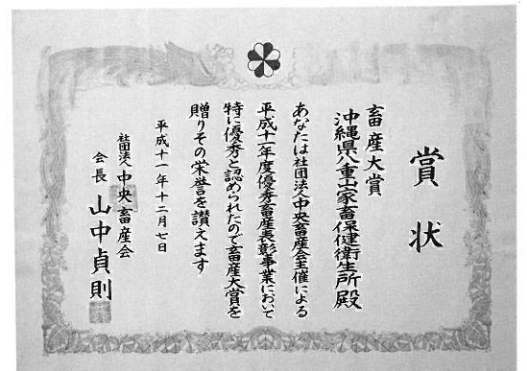 賞状
畜産大賞
沖縄県八重山家畜保健衛生所殿
あなたは社団法人中央畜産会主催による
平成十一年度優秀畜産表彰事業において
特に優秀と認められたので畜産大賞を
贈りその栄誉を讃えます
平成十一年十二月七日
社団法人中央畜産会
会長 山中貞則